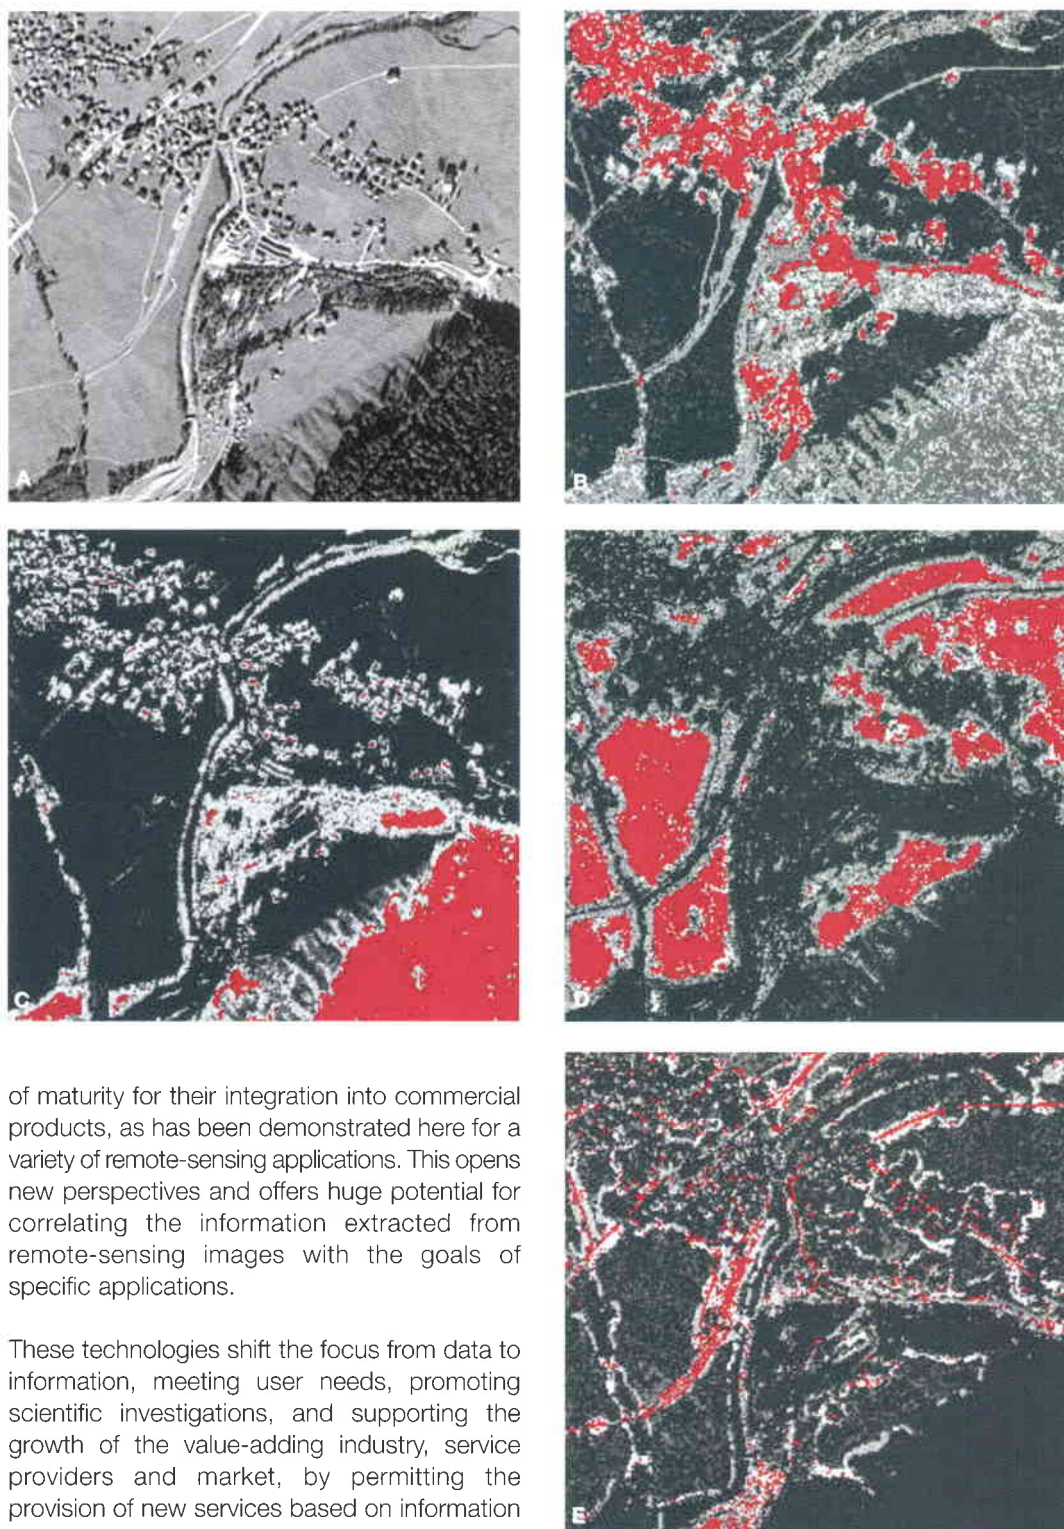 A
B
C
D
of maturity for their integration into commercial
products, as has been demonstrated here for a
variety of remote-sensing applications. This opens
new perspectives and offers huge potential for
correlating the information extracted from
remote-sensing images with the goals of
specific applications.
These technologies shift the focus from data to
information, meeting user needs, promoting
scientific investigations, and supporting the
growth of the value-adding industry, service
providers and market, by permitting the
provision of new services based on information
E